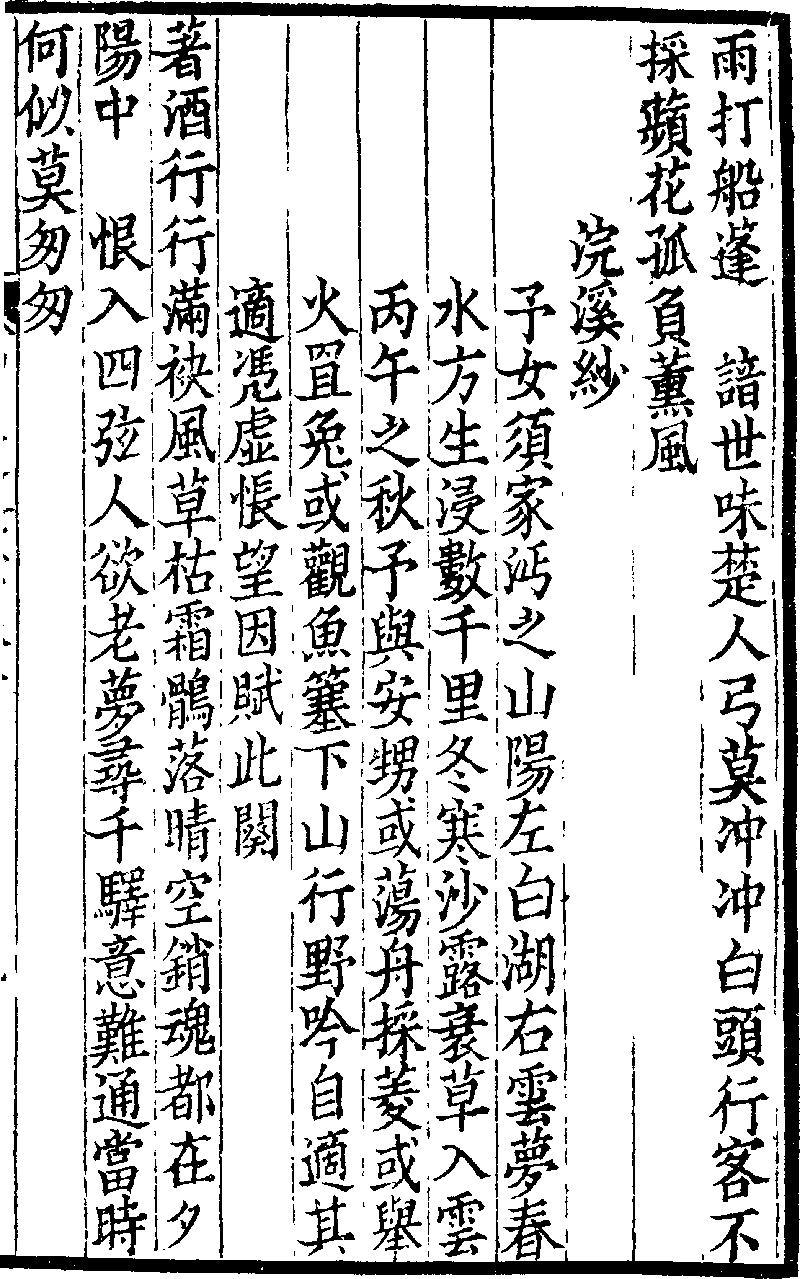 雨打船蓬　諳世味楚人弓莫冲冲白頭行客不
採蘋花孤負薰風
浣溪紗
予女須家沔之山陽左白湖右雲夢春
水方生浸數千里冬寒沙露衰草入雲
丙午之秋予與安甥或蕩舟採菱或舉
火罝兔或觀魚簺下山行野吟自適其
適憑虛悵望因賦此闋
著酒行行滿袂風草枯霜鶻落晴空銷魂都在夕
陽中　恨入四弦人欲老夢尋千驛意難通當時
何似莫匆匆